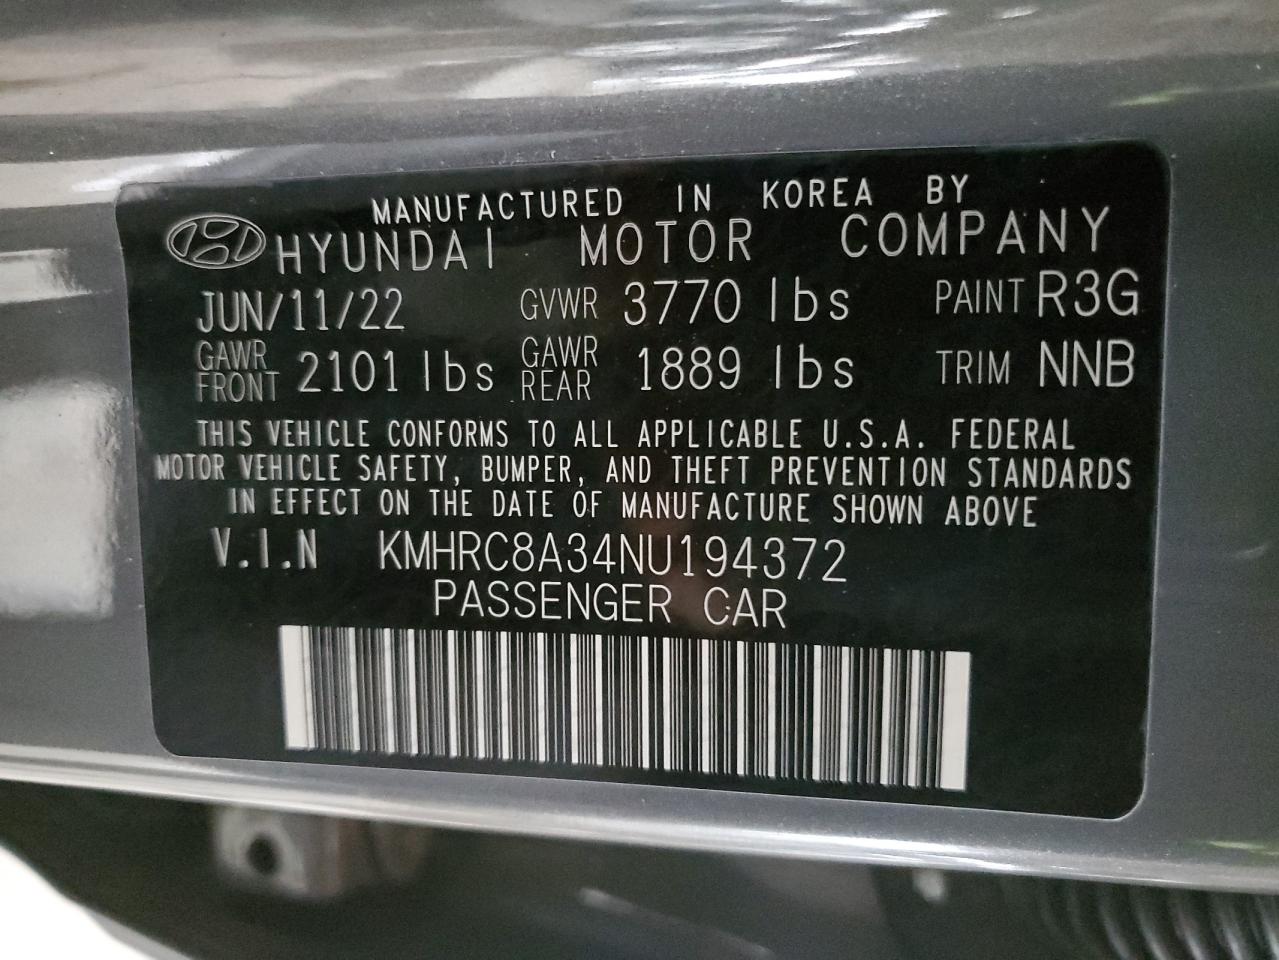 MANUFACTURED IN KOREA BY
HYUNDAI MOTOR COMPANY
JUN/11/22 GVWR 3770 lbs PAINT R3G
GAWR FRONT 2101 lbs GAWR REAR 1889 lbs TRIM NNB
THIS VEHICLE CONFORMS TO ALL APPLICABLE U.S.A. FEDERAL
MOTOR VEHICLE SAFETY, BUMPER, AND THEFT PREVENTION STANDARDS
IN EFFECT ON THE DATE OF MANUFACTURE SHOWN ABOVE
V.I.N KMHRC8A34NU194372
PASSENGER CAR